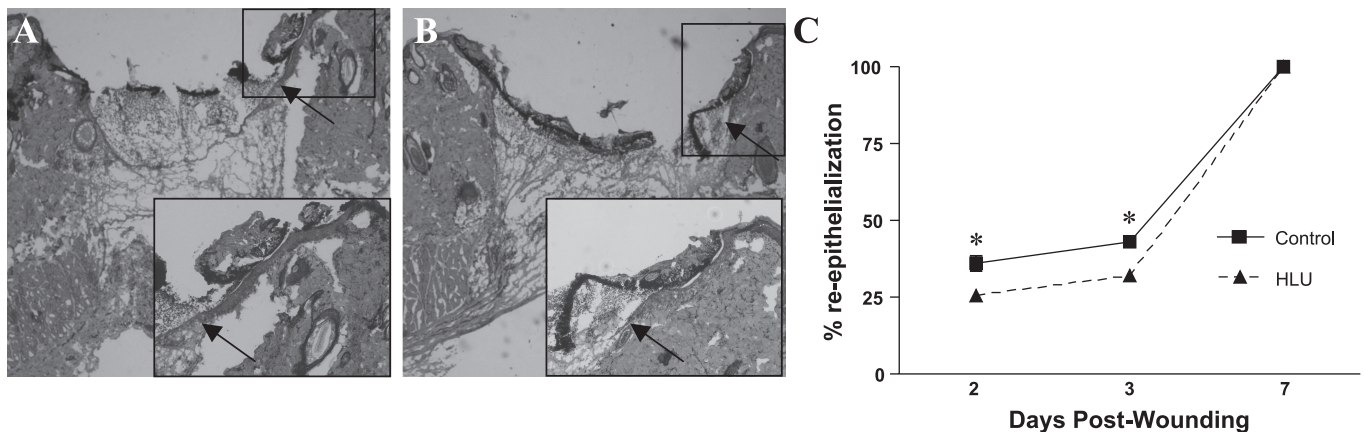 A
B
C
100
75
50
25
0
% re-epithelialization
*
*
Control
HLU
2
3
7
Days Post-Wounding